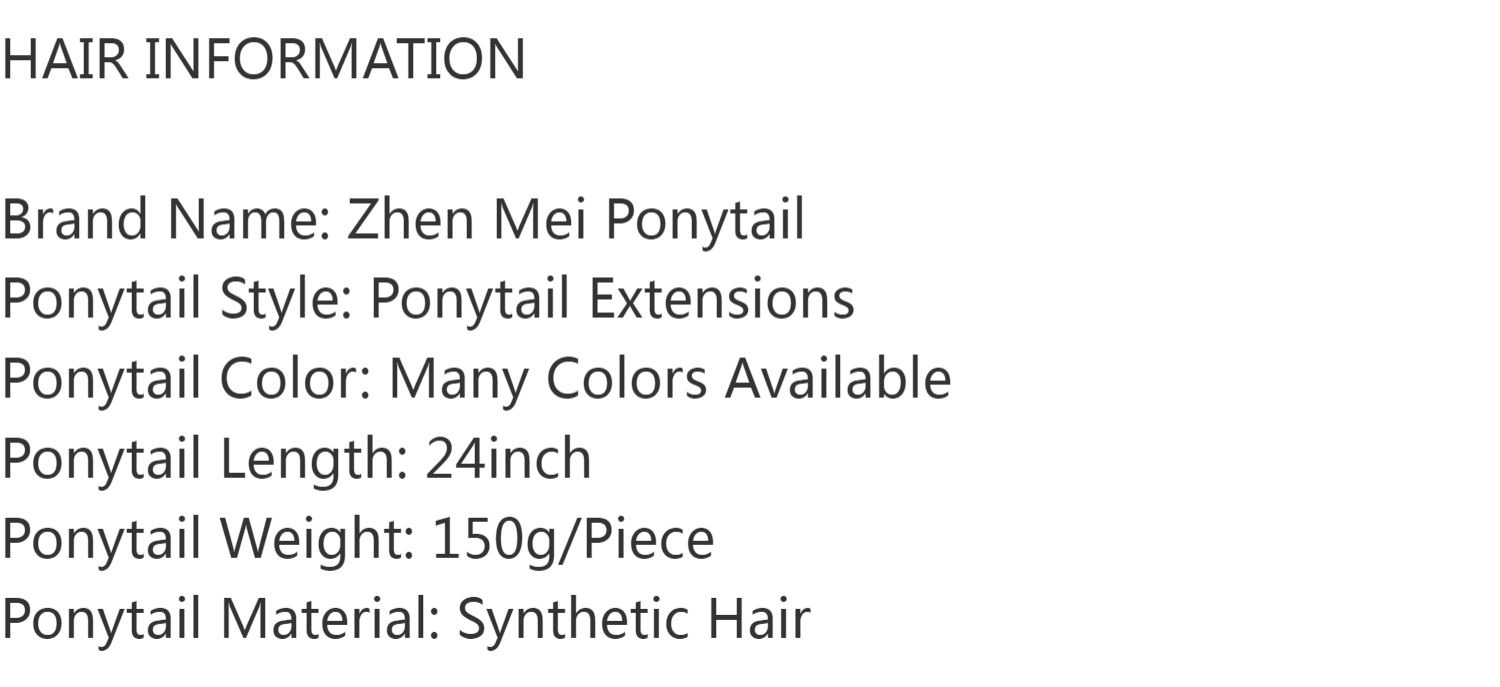 HAIR INFORMATION
Brand Name: Zhen Mei Ponytail
Ponytail Style: Ponytail Extensions
Ponytail Color: Many Colors Available
Ponytail Length: 24inch
Ponytail Weight: 150g/Piece
Ponytail Material: Synthetic Hair